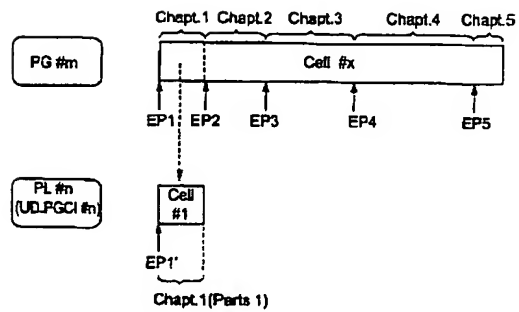 Chapt.1 Chapt.2 Chapt.3 Chapt.4 Chapt.5
PG #m
Cell #x
EP1 EP2 EP3 EP4 EP5
PL #n
(UD_PGCI #n)
Cell
#1
EP1'
Chapt.1(Parts 1)